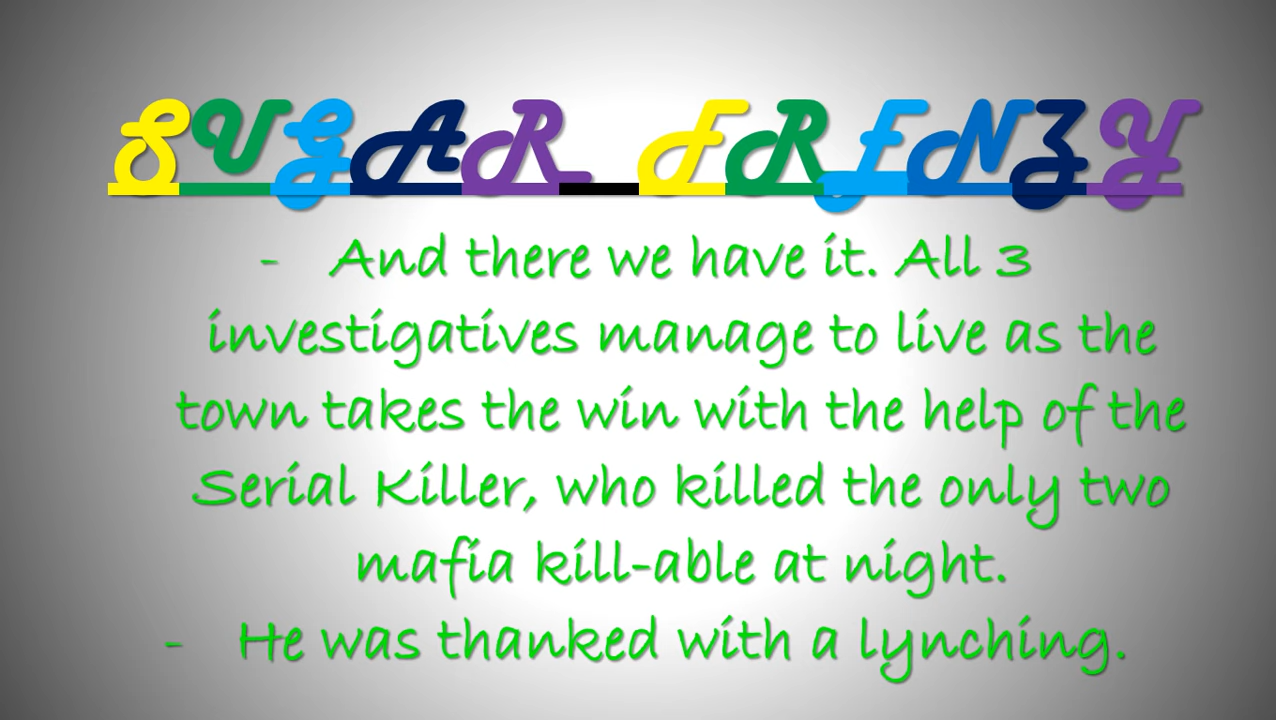 SUGAR FRENZY
- And there we have it. All 3
investigatives manage to live as the
town takes the win with the help of the
Serial Killer, who killed the only two
mafia kill-able at night.
- He was thanked with a lynching.